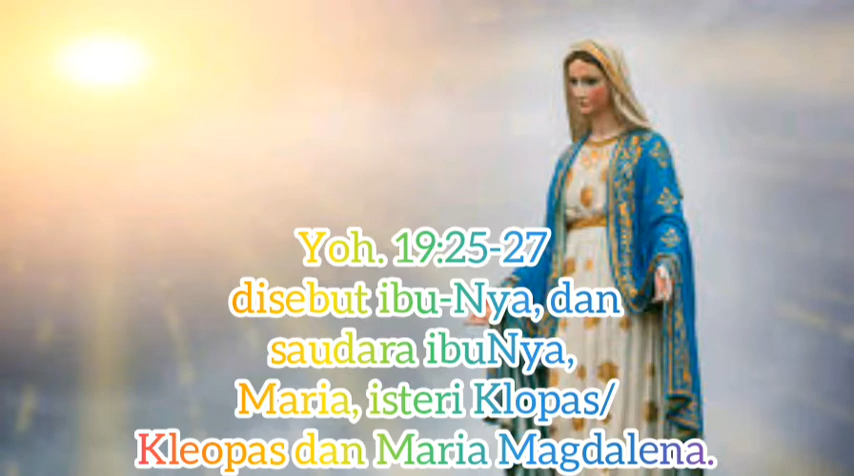 Yoh. 19:25-27
disebut ibu-Nya, dan
saudara ibuNya,
Maria, isteri Klopas/
Kleopas dan Maria Magdalena.